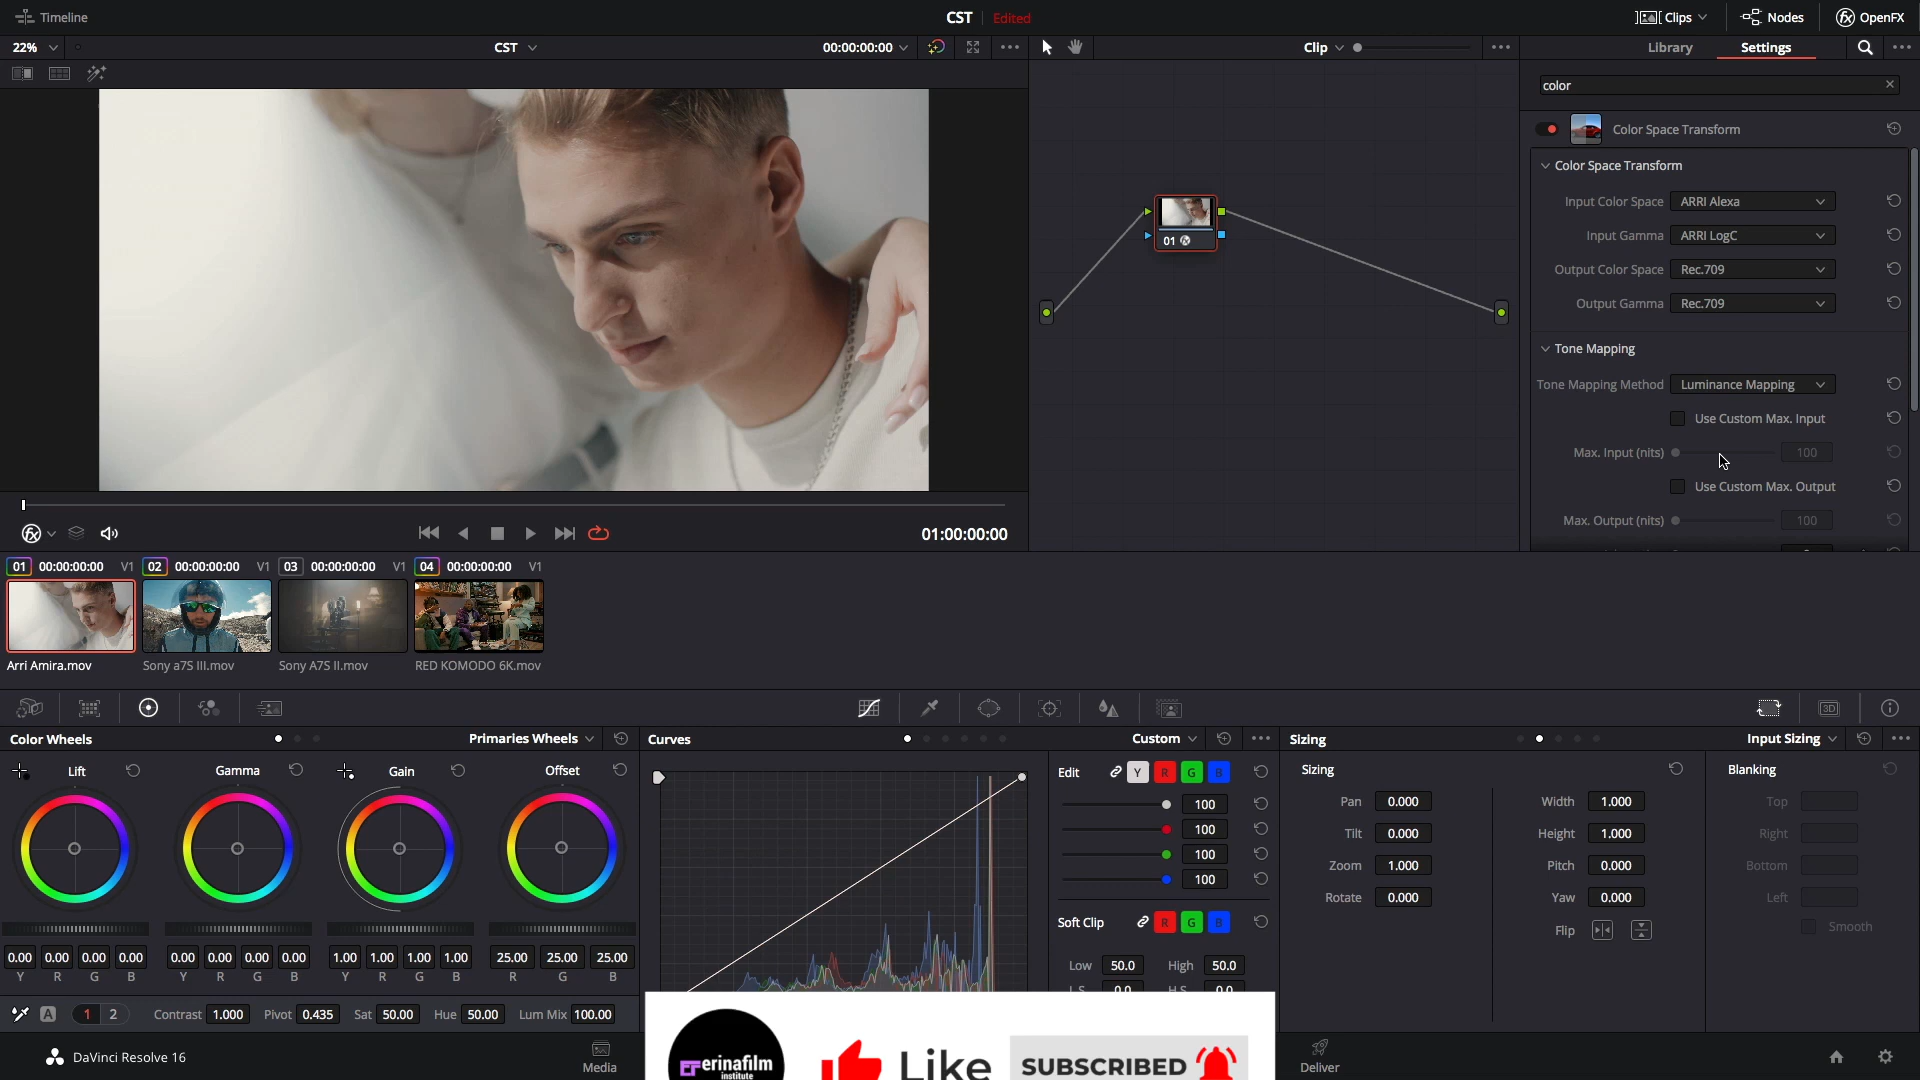 Timeline
CST Edited
Clips Nodes OpenFX
22% CST 00:00:00:00
Clip
Library Settings
color
Color Space Transform
Color Space Transform
Input Color Space ARRI Alexa
Input Gamma ARRI LogC
Output Color Space Rec.709
Output Gamma Rec.709
Tone Mapping
Tone Mapping Method Luminance Mapping
Use Custom Max. Input
Max. Input (nits) 100
Use Custom Max. Output
Max. Output (nits) 100
01
01:00:00:00
01 00:00:00:00 V1 02 00:00:00:00 V1 03 00:00:00:00 V1 04 00:00:00:00 V1
Arri Amira.mov Sony a7S III.mov Sony A7S II.mov RED KOMODO 6K.mov
3D
Color Wheels Primaries Wheels
Lift Gamma Gain Offset
0.00 0.00 0.00 0.00 0.00 0.00 0.00 0.00 1.00 1.00 1.00 1.00 25.00 25.00 25.00
Y R G B Y R G B Y R G B R G B
A 1 2 Contrast 1.000 Pivot 0.435 Sat 50.00 Hue 50.00 Lum Mix 100.00
Curves Custom
Edit Y R G B
100
100
100
100
Soft Clip R G B
Low 50.0 High 50.0
L.S. 0.0 H.S. 0.0
Sizing Input Sizing
Sizing
Pan 0.000 Width 1.000
Tilt 0.000 Height 1.000
Zoom 1.000 Pitch 0.000
Rotate 0.000 Yaw 0.000
Flip
Blanking
Top
Right
Bottom
Left
Smooth
erinafilm
institute
Like
SUBSCRIBED
DaVinci Resolve 16
Media
Deliver